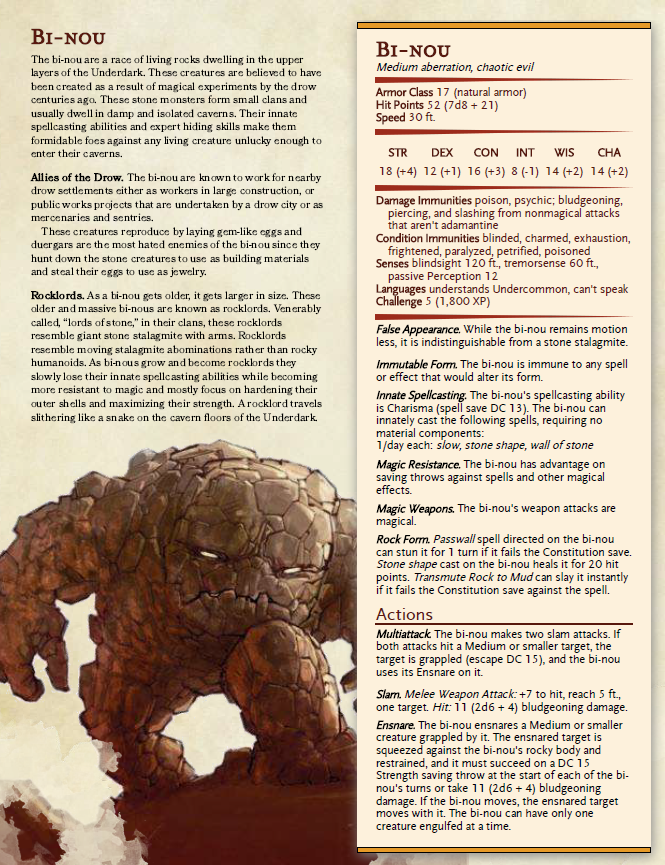 BI-NOU
The bi-nou are a race of living rocks dwelling in the upper
layers of the Underdark. These creatures are believed to have
been created as a result of magical experiments by the drow
centuries ago. These stone monsters form small clans and
usually dwell in damp and isolated caverns. Their innate
spellcasting abilities and expert hiding skills make them
formidable foes against any living creature unlucky enough to
enter their caverns.
Allies of the Drow. The bi-nou are known to work for nearby
drow settlements either as workers in large construction, or
public works projects that are undertaken by a drow city or as
mercenaries and sentries.
These creatures reproduce by laying gem-like eggs and
duergars are the most hated enemies of the bi-nou since they
hunt down the stone creatures to use as building materials
and steal their eggs to use as jewelry.
Rocklords. As a bi-nou gets older, it gets larger in size. These
older and massive bi-nous are known as rocklords. Venerably
called, “lords of stone,” in their clans, these rocklords
resemble giant stone stalagmite with arms. Rocklords
resemble moving stalagmite abominations rather than rocky
humanoids. As bi-nous grow and become rocklords they
slowly lose their innate spellcasting abilities while becoming
more resistant to magic and mostly focus on hardening their
outer shells and maximizing their strength. A rocklord travels
slithering like a snake on the cavern floors of the Underdark.
BI-NOU
Medium aberration, chaotic evil
Armor Class 17 (natural armor)
Hit Points 52 (7d8 + 21)
Speed 30 ft.
STR DEX CON INT WIS CHA
18 (+4) 12 (+1) 16 (+3) 8 (-1) 14 (+2) 14 (+2)
Damage Immunities poison, psychic; bludgeoning,
piercing, and slashing from nonmagical attacks
that aren't adamantine
Condition Immunities blinded, charmed, exhaustion,
frightened, paralyzed, petrified, poisoned
Senses blindsight 120 ft., tremorsense 60 ft.,
passive Perception 12
Languages understands Undercommon, can't speak
Challenge 5 (1,800 XP)
False Appearance. While the bi-nou remains motion
less, it is indistinguishable from a stone stalagmite.
Immutable Form. The bi-nou is immune to any spell
or effect that would alter its form.
Innate Spellcasting. The bi-nou's spellcasting ability
is Charisma (spell save DC 13). The bi-nou can
innately cast the following spells, requiring no
material components:
1/day each: slow, stone shape, wall of stone
Magic Resistance. The bi-nou has advantage on
saving throws against spells and other magical
effects.
Magic Weapons. The bi-nou's weapon attacks are
magical.
Rock Form. Passwall spell directed on the bi-nou
can stun it for 1 turn if it fails the Constitution save.
Stone shape cast on the bi-nou heals it for 20 hit
points. Transmute Rock to Mud can slay it instantly
if it fails the Constitution save against the spell.
Actions
Multiattack. The bi-nou makes two slam attacks. If
both attacks hit a Medium or smaller target, the
target is grappled (escape DC 15), and the bi-nou
uses its Ensnare on it.
Slam. Melee Weapon Attack: +7 to hit, reach 5 ft.,
one target. Hit: 11 (2d6 + 4) bludgeoning damage.
Ensnare. The bi-nou ensnares a Medium or smaller
creature grappled by it. The ensnared target is
squeezed against the bi-nou's rocky body and
restrained, and it must succeed on a DC 15
Strength saving throw at the start of each of the bi-
nou's turns or take 11 (2d6 + 4) bludgeoning
damage. If the bi-nou moves, the ensnared target
moves with it. The bi-nou can have only one
creature engulfed at a time.